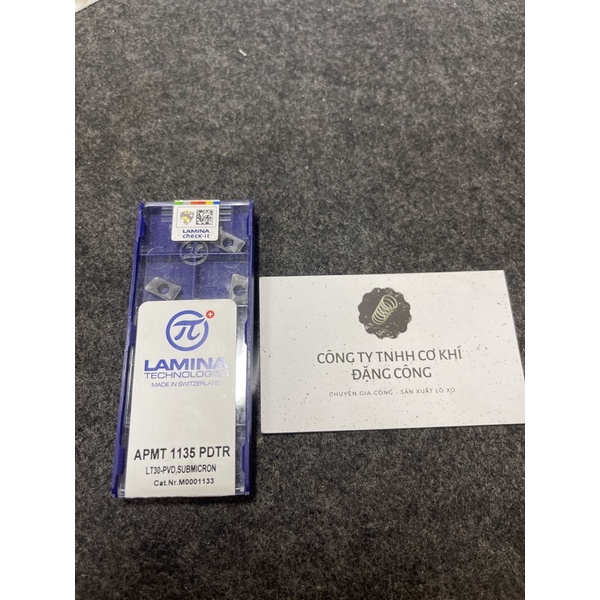 LAMINA
check-it
π
LAMINA
TECHNOLOGIES
MADE IN SWITZERLAND
APMT 1135 PDTR
LT30-PVD,SUBMICRON
Cat.Nr.M0001133
CÔNG TY TNHH CƠ KHÍ
ĐẶNG CÔNG
CHUYÊN GIA CÔNG - SẢN XUẤT LÒ XO